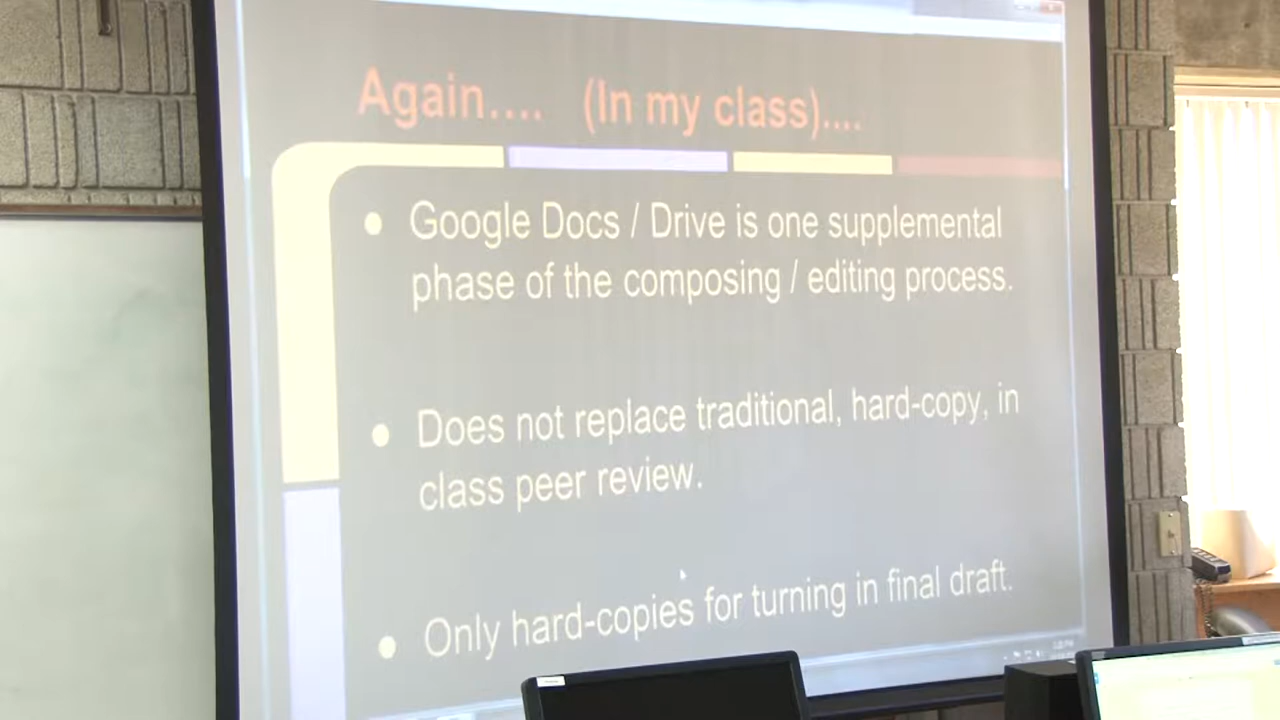 Again.... (In my class)....
Google Docs / Drive is one supplemental
phase of the composing / editing process.
Does not replace traditional, hard-copy, in
class peer review.
Only hard-copies for turning in final draft.